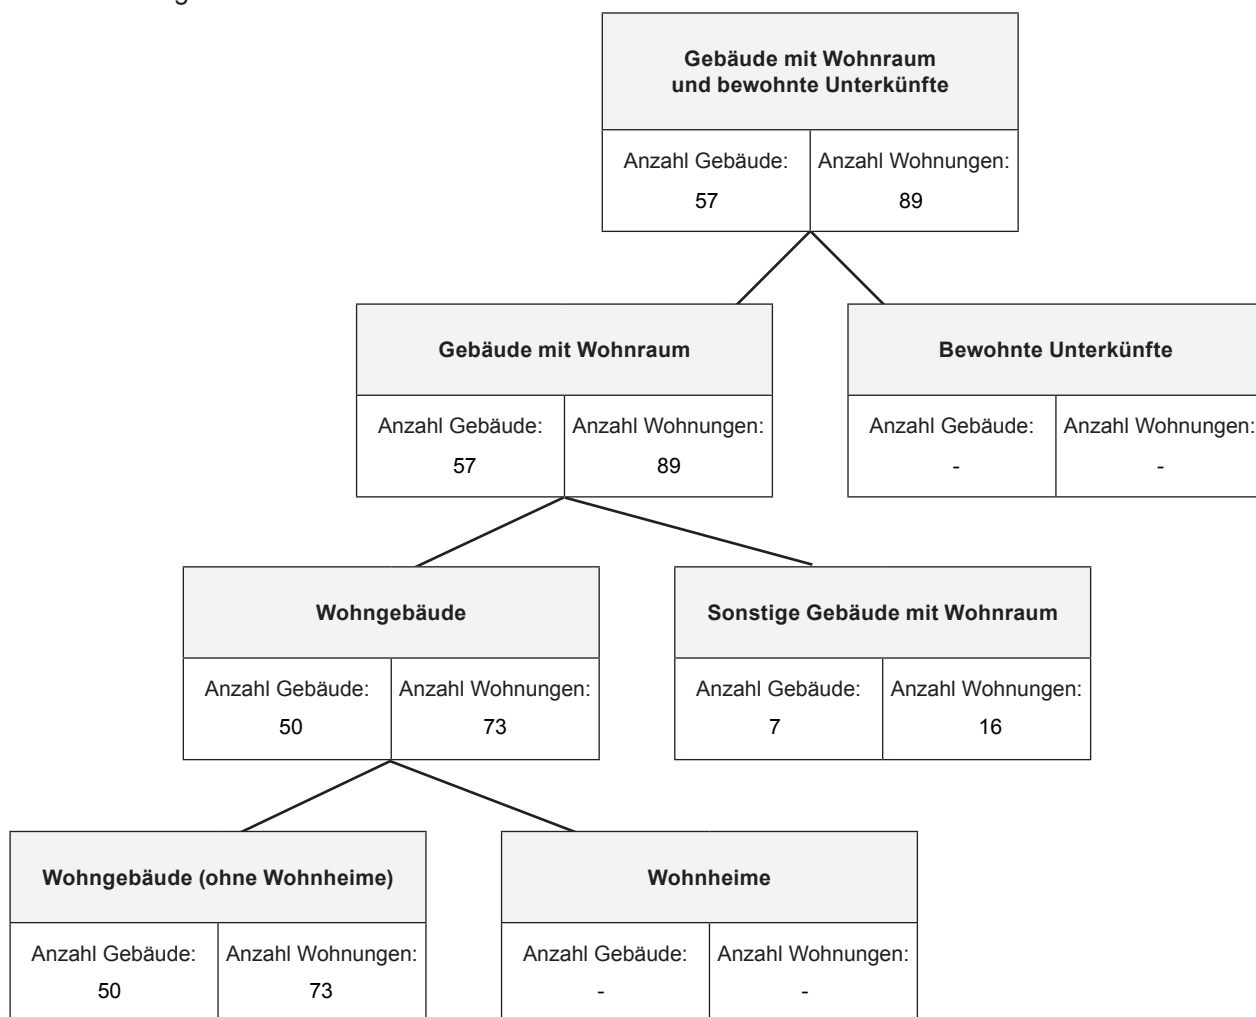 Gebäude mit Wohnraum
und bewohnte Unterkünfte
Anzahl Gebäude: Anzahl Wohnungen:
57 89
Gebäude mit Wohnraum
Anzahl Gebäude: Anzahl Wohnungen:
57 89
Bewohnte Unterkünfte
Anzahl Gebäude: Anzahl Wohnungen:
- -
Wohngebäude
Anzahl Gebäude: Anzahl Wohnungen:
50 73
Sonstige Gebäude mit Wohnraum
Anzahl Gebäude: Anzahl Wohnungen:
7 16
Wohngebäude (ohne Wohnheime)
Anzahl Gebäude: Anzahl Wohnungen:
50 73
Wohnheime
Anzahl Gebäude: Anzahl Wohnungen:
- -